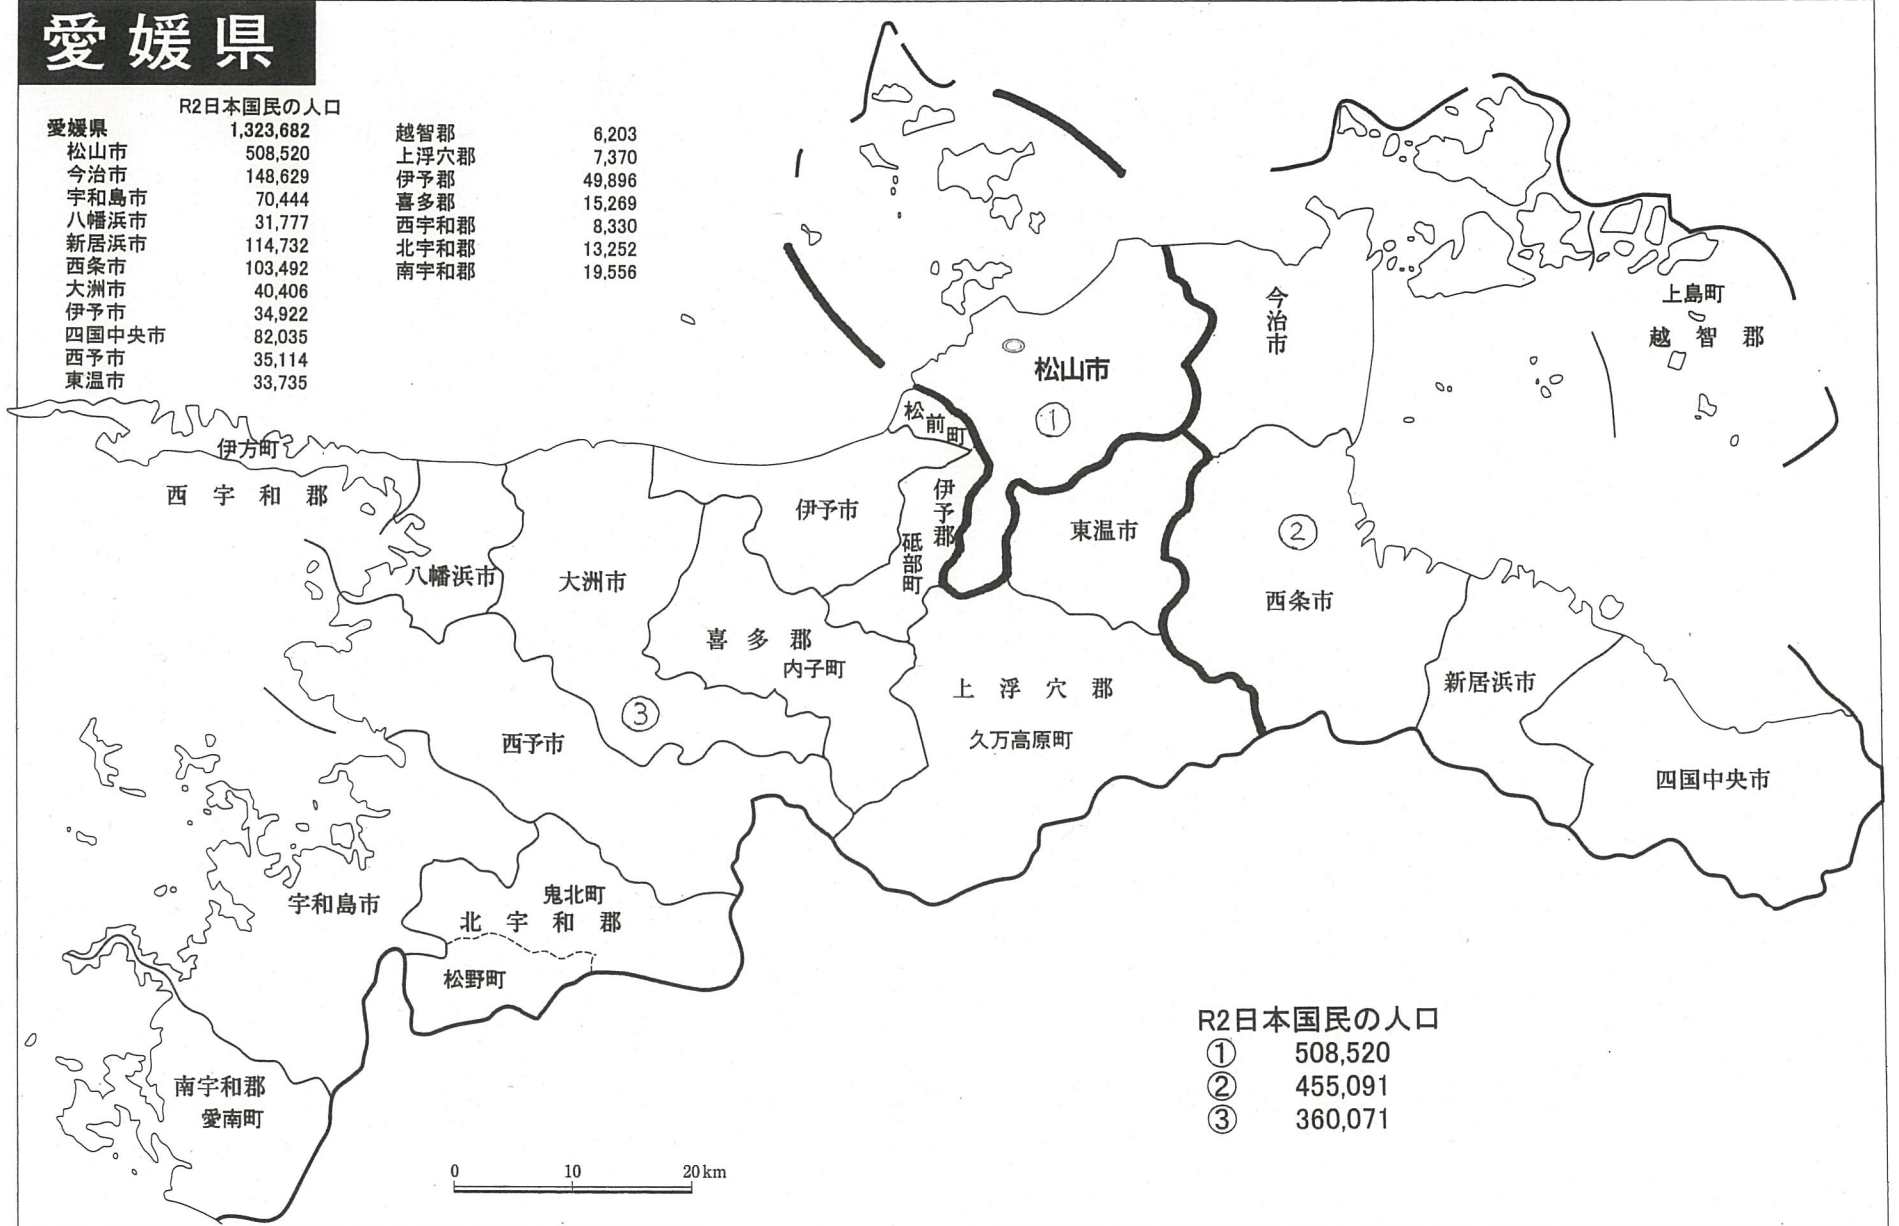 愛媛県
R2日本国民の人口
愛媛県 1,323,682
松山市 508,520
今治市 148,629
宇和島市 70,444
八幡浜市 31,777
新居浜市 114,732
西条市 103,492
大洲市 40,406
伊予市 34,922
四国中央市 82,035
西予市 35,114
東温市 33,735
越智郡 6,203
上浮穴郡 7,370
伊予郡 49,896
喜多郡 15,269
西宇和郡 8,330
北宇和郡 13,252
南宇和郡 19,556
今治市
上島町
越智郡
松山市
①
松前町
伊方町
西宇和郡
伊予市
伊予郡
砥部町
東温市
②
西条市
八幡浜市
大洲市
喜多郡
内子町
上浮穴郡
久万高原町
新居浜市
③
西予市
四国中央市
宇和島市
鬼北町
北宇和郡
松野町
南宇和郡
愛南町
0 10 20km
R2日本国民の人口
① 508,520
② 455,091
③ 360,071